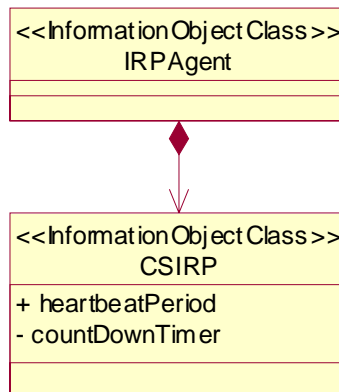 <<InformationObjectClass>>
IRPAgent
<<InformationObjectClass>>
CSIRP
+ heartbeatPeriod
- countDownTimer